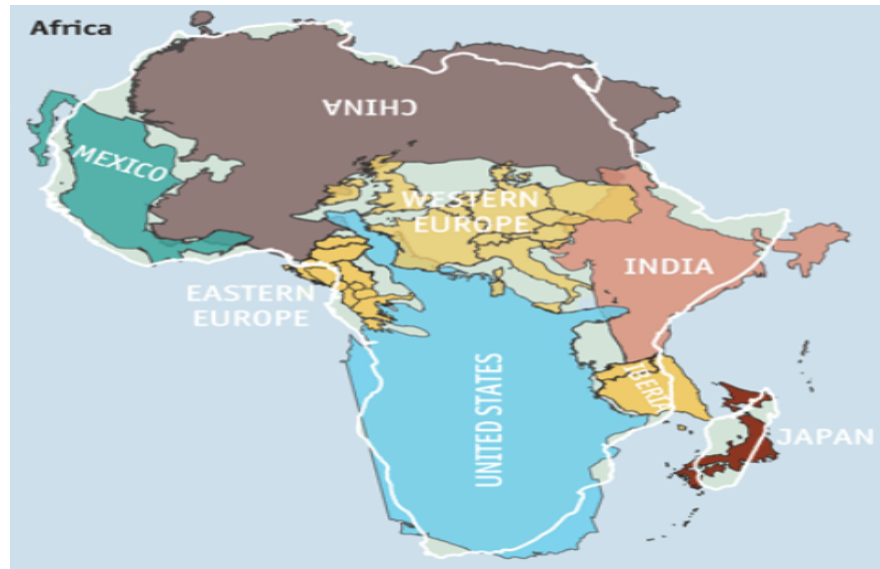 Africa
CHINA
MEXICO
WESTERN
EUROPE
INDIA
EASTERN
EUROPE
UNITED STATES
IBERIA
JAPAN